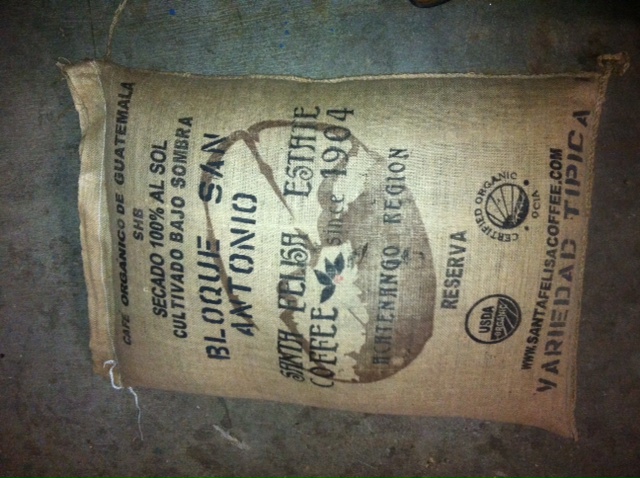 CAFE ORGANICO DE GUATEMALA
SHB
SECADO 100% AL SOL
CULTIVADO BAJO SOMBRA
BLOQUE SAN
ANTONIO
SANTA FELISA ESTATE
COFFEE since 1904
ACATENANGO REGION
RESERVA
USDA
ORGANIC
CERTIFIED ORGANIC
OCIA
WWW.SANTAFELISACOFFEE.COM
VARIEDAD TIPICA